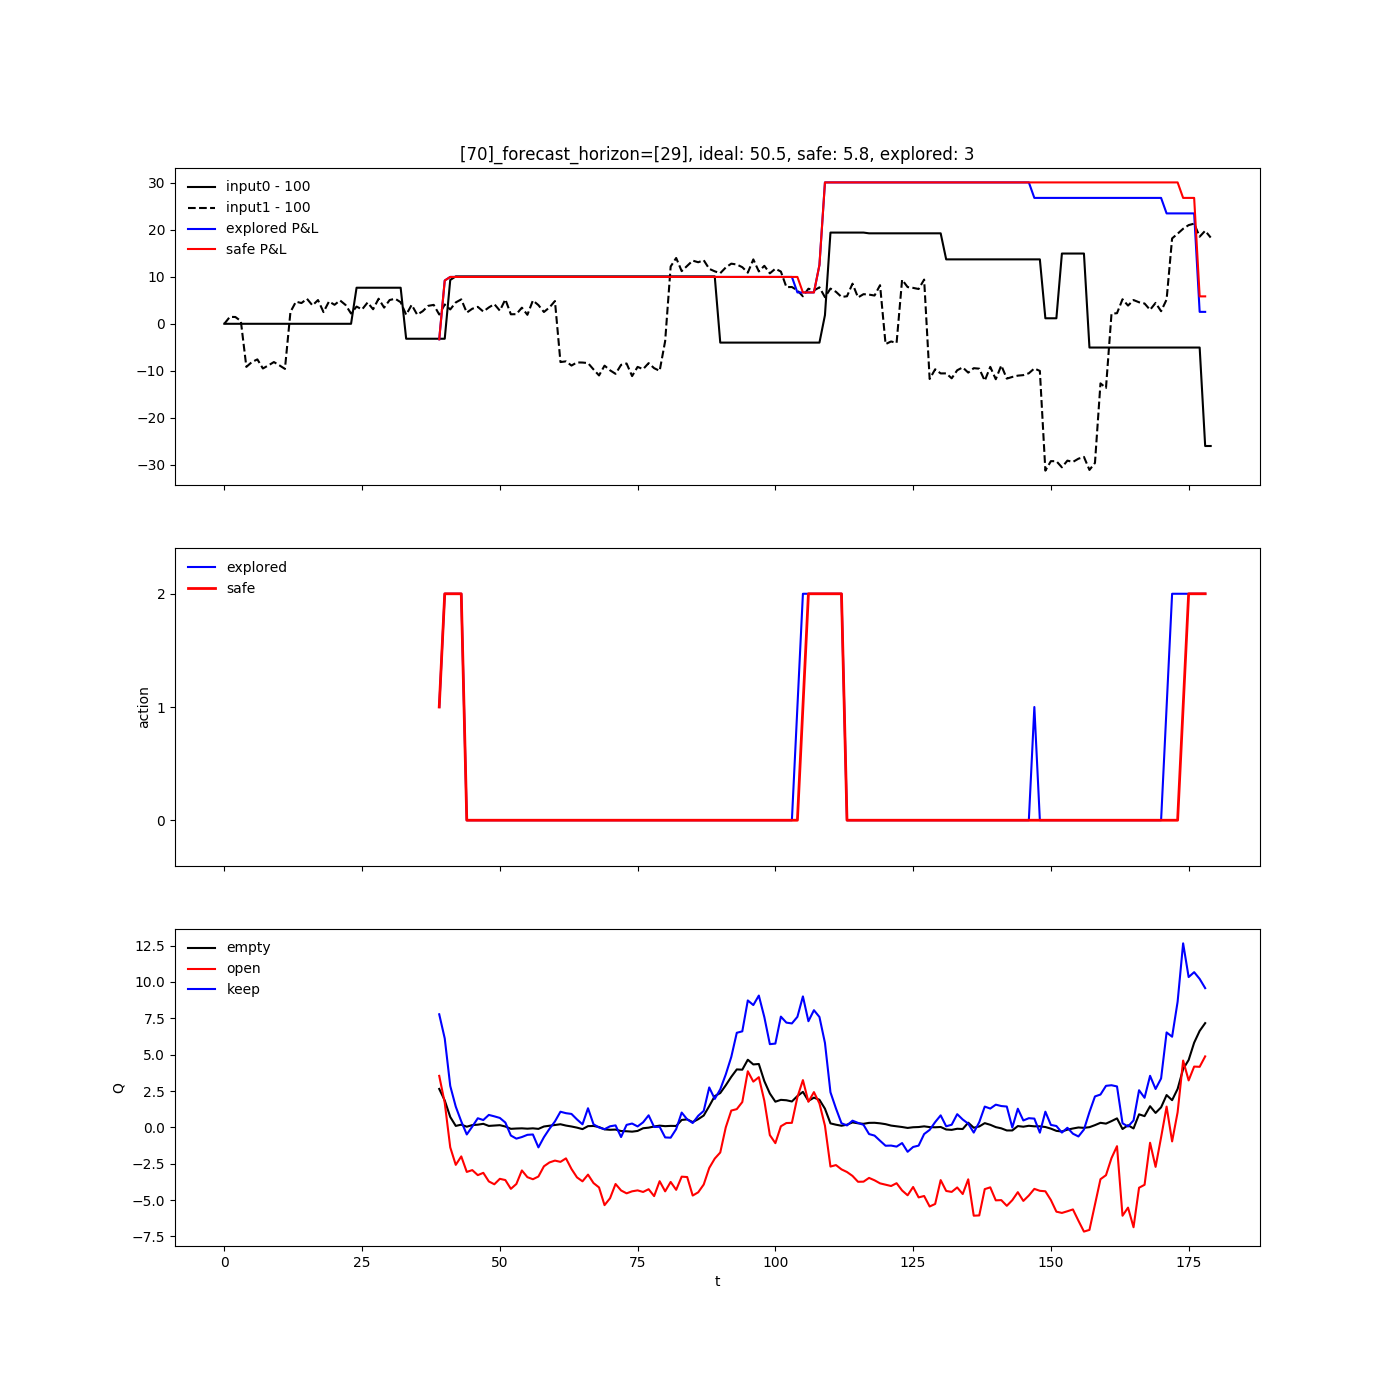 [70]_forecast_horizon=[29], ideal: 50.5, safe: 5.8, explored: 3
input0 - 100
input1 - 100
explored P&L
safe P&L
30
20
10
0
−10
−20
−30
explored
safe
2
1
0
action
empty
open
keep
12.5
10.0
7.5
5.0
2.5
0.0
−2.5
−5.0
−7.5
Q
0 25 50 75 100 125 150 175
t